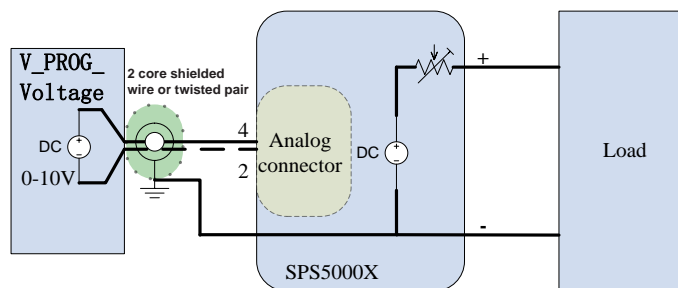 V_PROG_
Voltage
2 core shielded
wire or twisted pair
DC
0-10V
4
2
Analog
connector
DC
SPS5000X
+
-
Load